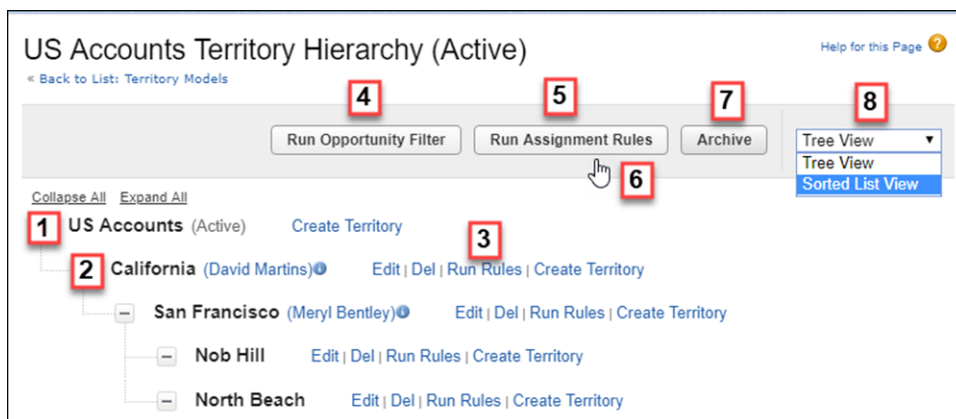 US Accounts Territory Hierarchy (Active)
Help for this Page ?
« Back to List: Territory Models
4 5 7 8
Run Opportunity Filter Run Assignment Rules Archive Tree View
Tree View
6 Sorted List View
Collapse All Expand All
1 US Accounts (Active) Create Territory 3
2 California (David Martins) Edit | Del | Run Rules | Create Territory
San Francisco (Meryl Bentley) Edit | Del | Run Rules | Create Territory
Nob Hill Edit | Del | Run Rules | Create Territory
North Beach Edit | Del | Run Rules | Create Territory